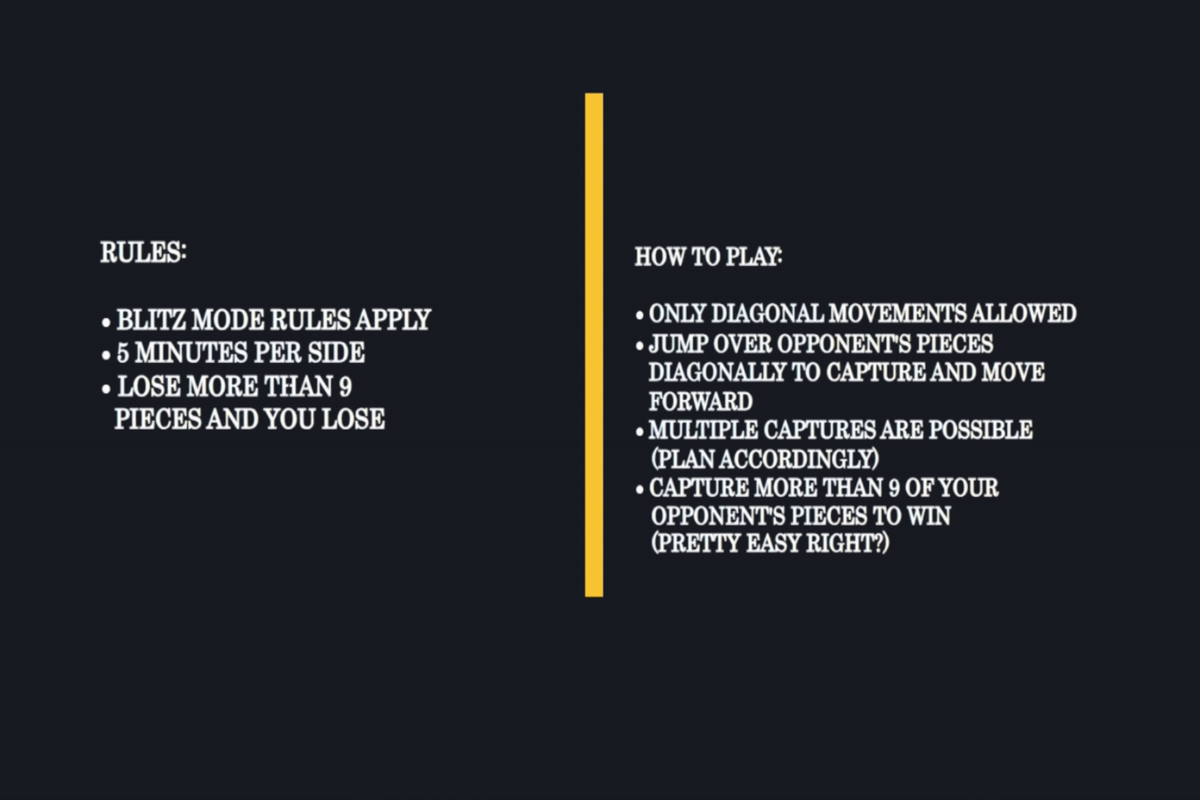 RULES:
• BLITZ MODE RULES APPLY
• 5 MINUTES PER SIDE
• LOSE MORE THAN 9
PIECES AND YOU LOSE
HOW TO PLAY:
• ONLY DIAGONAL MOVEMENTS ALLOWED
• JUMP OVER OPPONENT'S PIECES
DIAGONALLY TO CAPTURE AND MOVE
FORWARD
• MULTIPLE CAPTURES ARE POSSIBLE
(PLAN ACCORDINGLY)
• CAPTURE MORE THAN 9 OF YOUR
OPPONENT'S PIECES TO WIN
(PRETTY EASY RIGHT?)